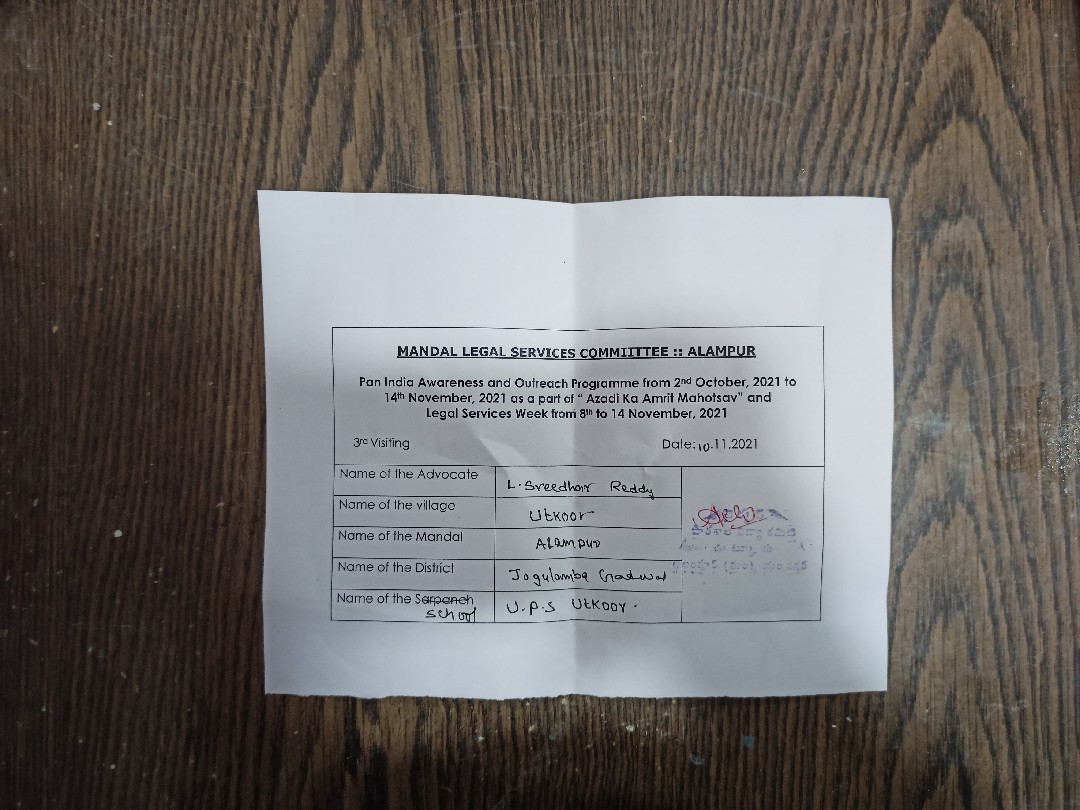 MANDAL LEGAL SERVICES COMMIITTEE :: ALAMPUR
Pan India Awareness and Outreach Programme from 2nd October, 2021 to
14th November, 2021 as a part of " Azadi Ka Amrit Mahotsav" and
Legal Services Week from 8th to 14 November, 2021
3rd Visiting Date: 10.11.2021
Name of the Advocate L. Sreedhar Reddy
Name of the village Utkoor
Name of the Mandal Alampur
Name of the District Jogulamba Gadwal
Name of the Sarpanch
school U.P.S Utkoor.